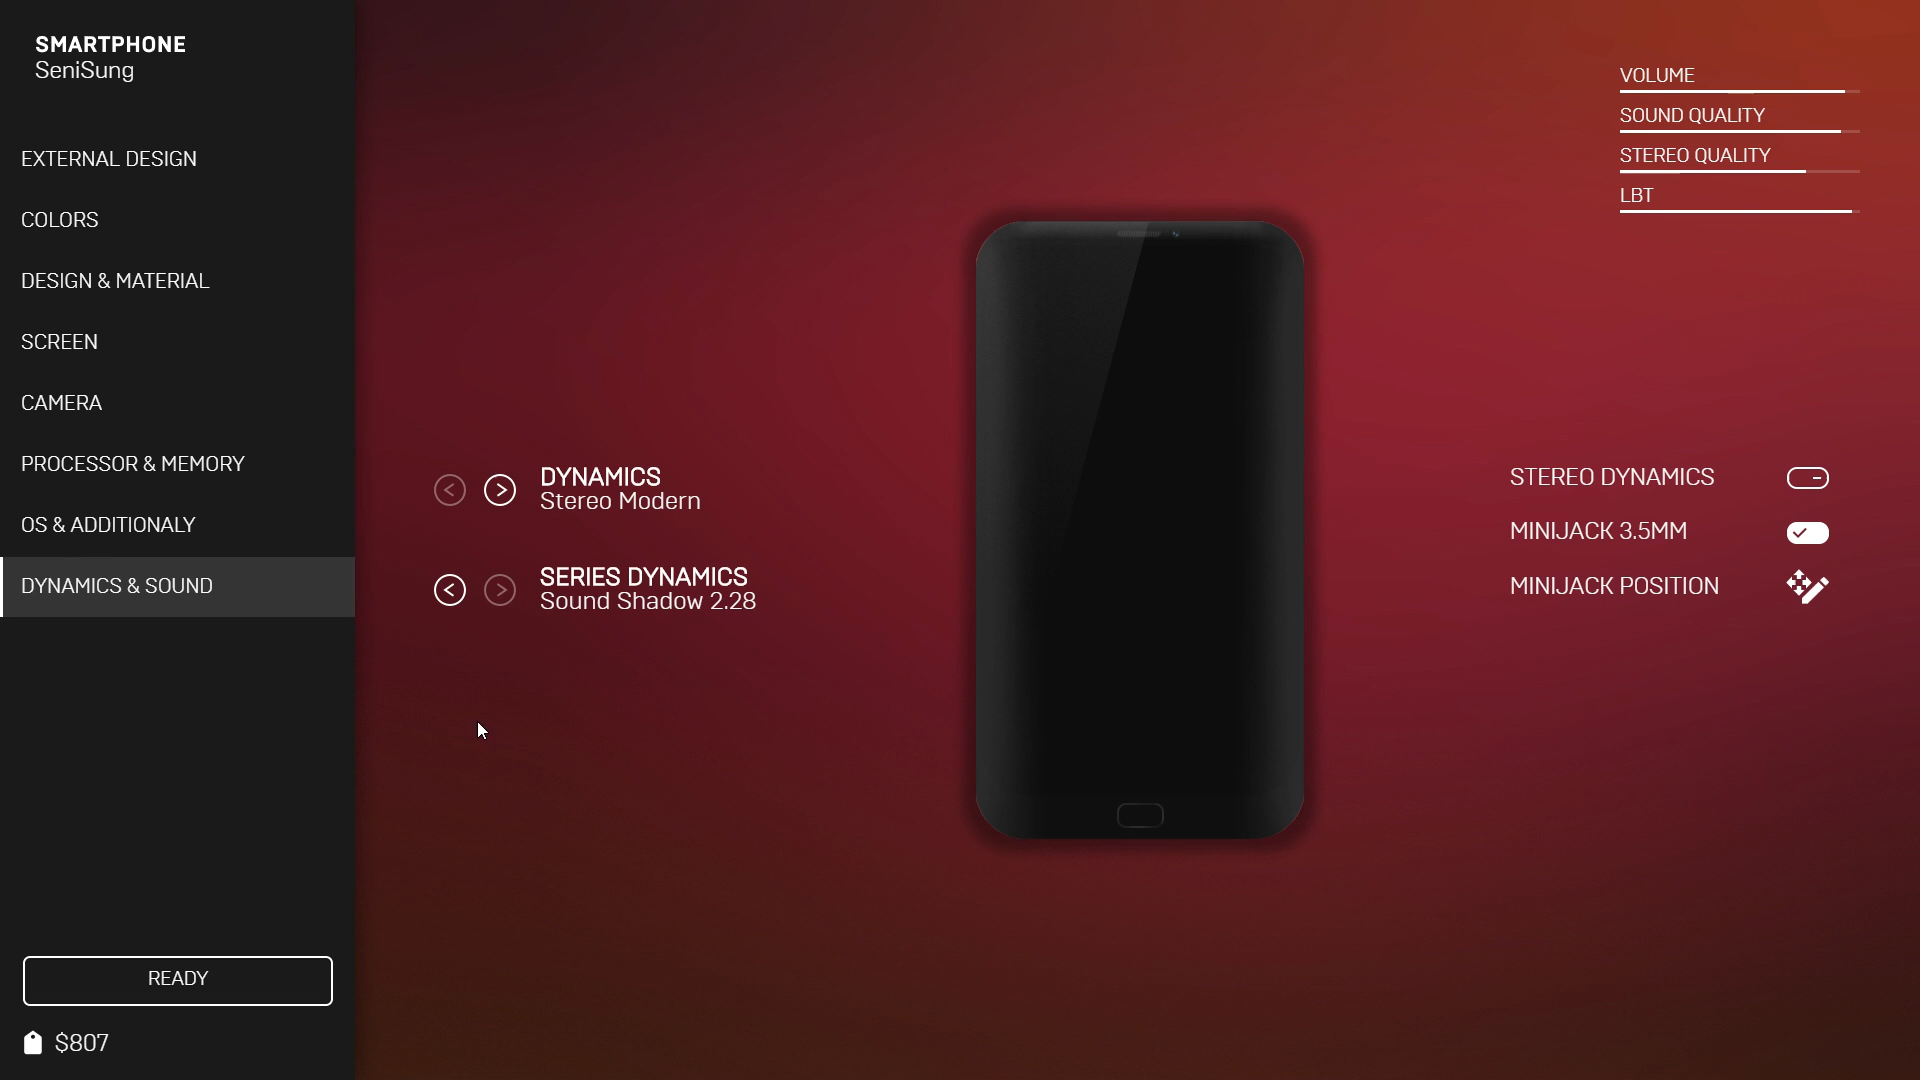 SMARTPHONE
SeniSung
EXTERNAL DESIGN
COLORS
DESIGN & MATERIAL
SCREEN
CAMERA
PROCESSOR & MEMORY
OS & ADDITIONALY
DYNAMICS & SOUND
READY
$807
DYNAMICS
Stereo Modern
SERIES DYNAMICS
Sound Shadow 2.28
VOLUME
SOUND QUALITY
STEREO QUALITY
LBT
STEREO DYNAMICS
MINIJACK 3.5MM
MINIJACK POSITION